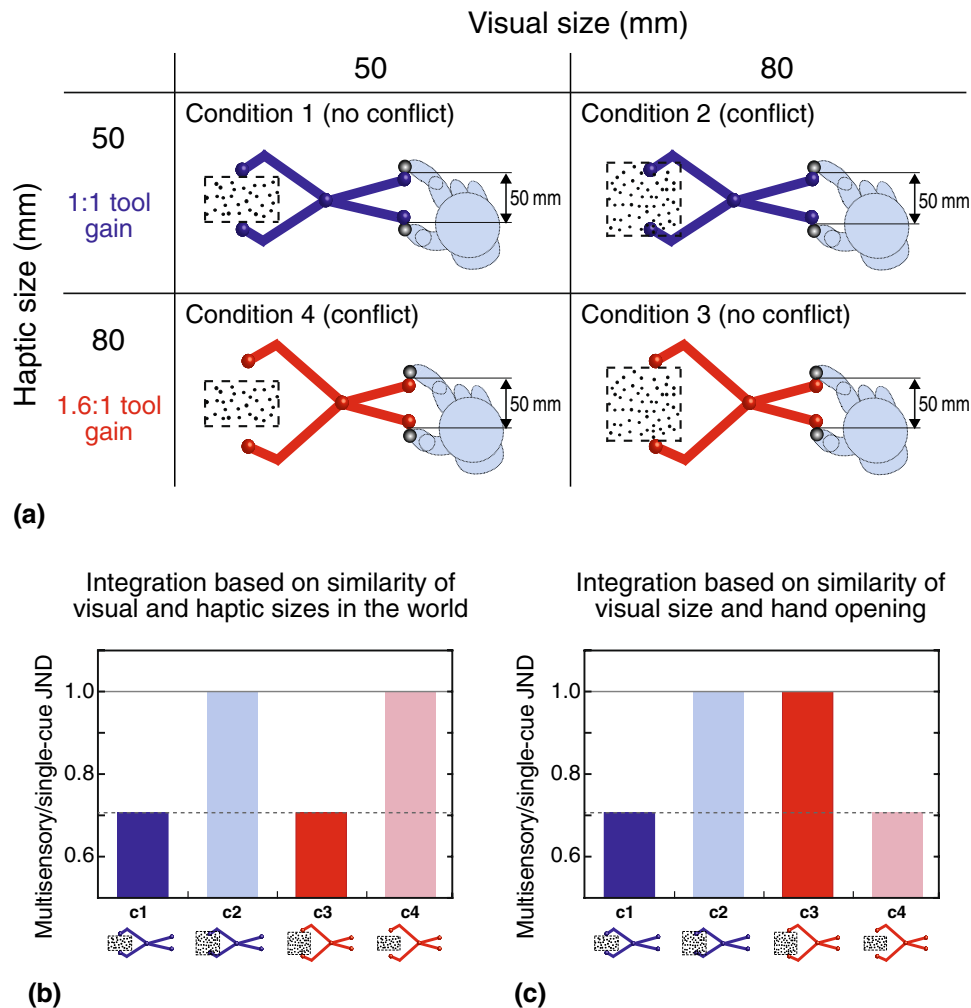 Visual size (mm)
50
80
Haptic size (mm)
50
1:1 tool
gain
Condition 1 (no conflict)
50 mm
Condition 2 (conflict)
50 mm
80
1.6:1 tool
gain
Condition 4 (conflict)
50 mm
Condition 3 (no conflict)
50 mm
(a)
Integration based on similarity of
visual and haptic sizes in the world
Multisensory/single-cue JND
1.0
0.8
0.6
c1 c2 c3 c4
(b)
Integration based on similarity of
visual size and hand opening
Multisensory/single-cue JND
1.0
0.8
0.6
c1 c2 c3 c4
(c)